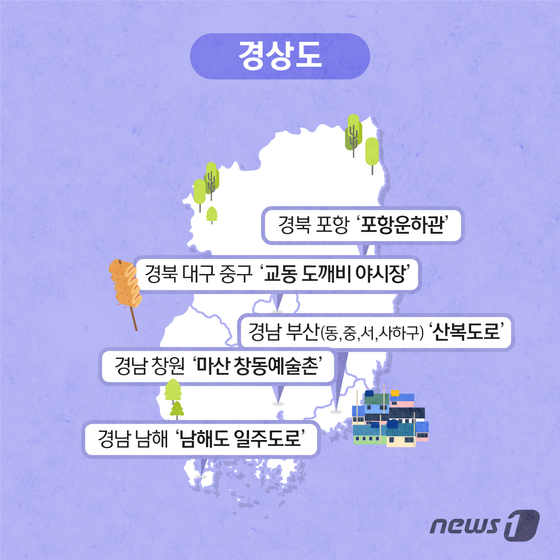 경상도
경북 포항 ‘포항운하관’
경북 대구 중구 ‘교동 도깨비 야시장’
경남 부산(동,중,서,사하구) ‘산복도로’
경남 창원 ‘마산 창동예술촌’
경남 남해 ‘남해도 일주도로’
news1